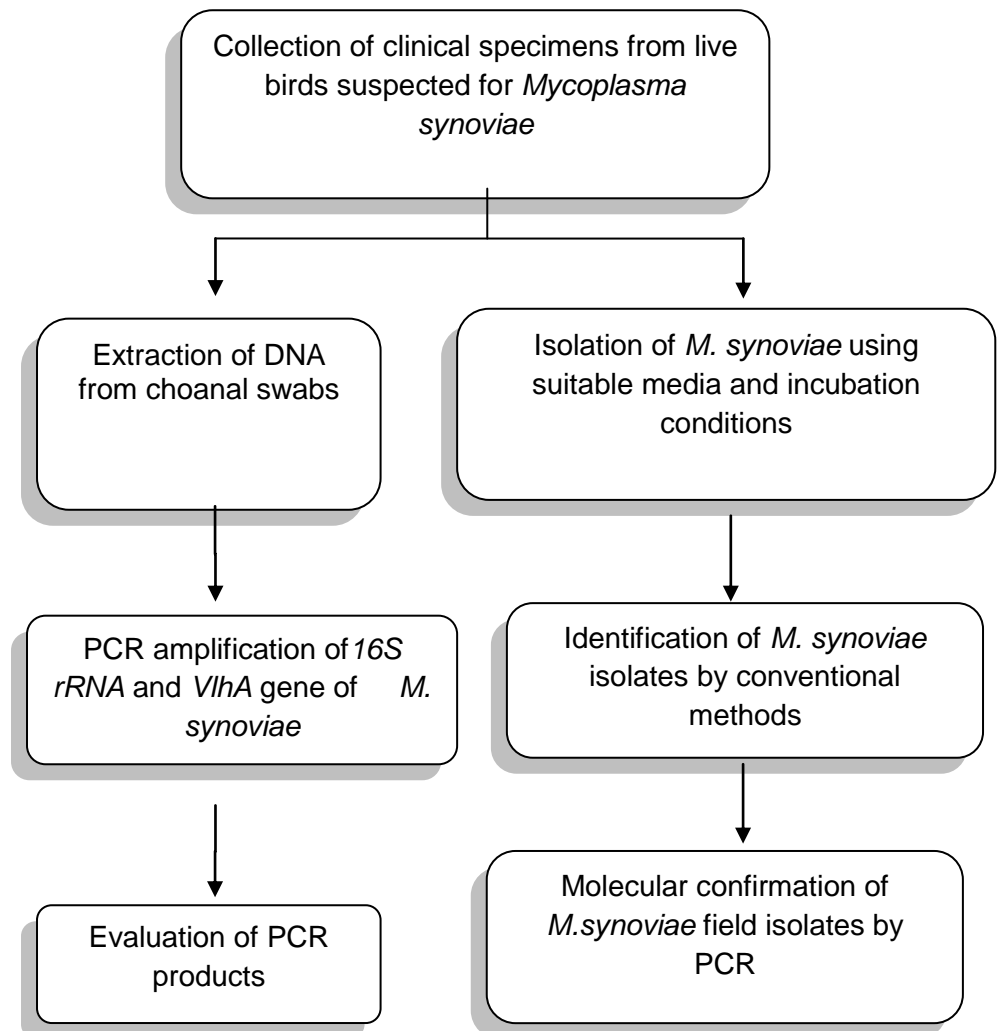 Collection of clinical specimens from live
birds suspected for Mycoplasma
synoviae
Extraction of DNA
from choanal swabs
PCR amplification of 16S
rRNA and VlhA gene of M.
synoviae
Evaluation of PCR
products
Isolation of M. synoviae using
suitable media and incubation
conditions
Identification of M. synoviae
isolates by conventional
methods
Molecular confirmation of
M.synoviae field isolates by
PCR